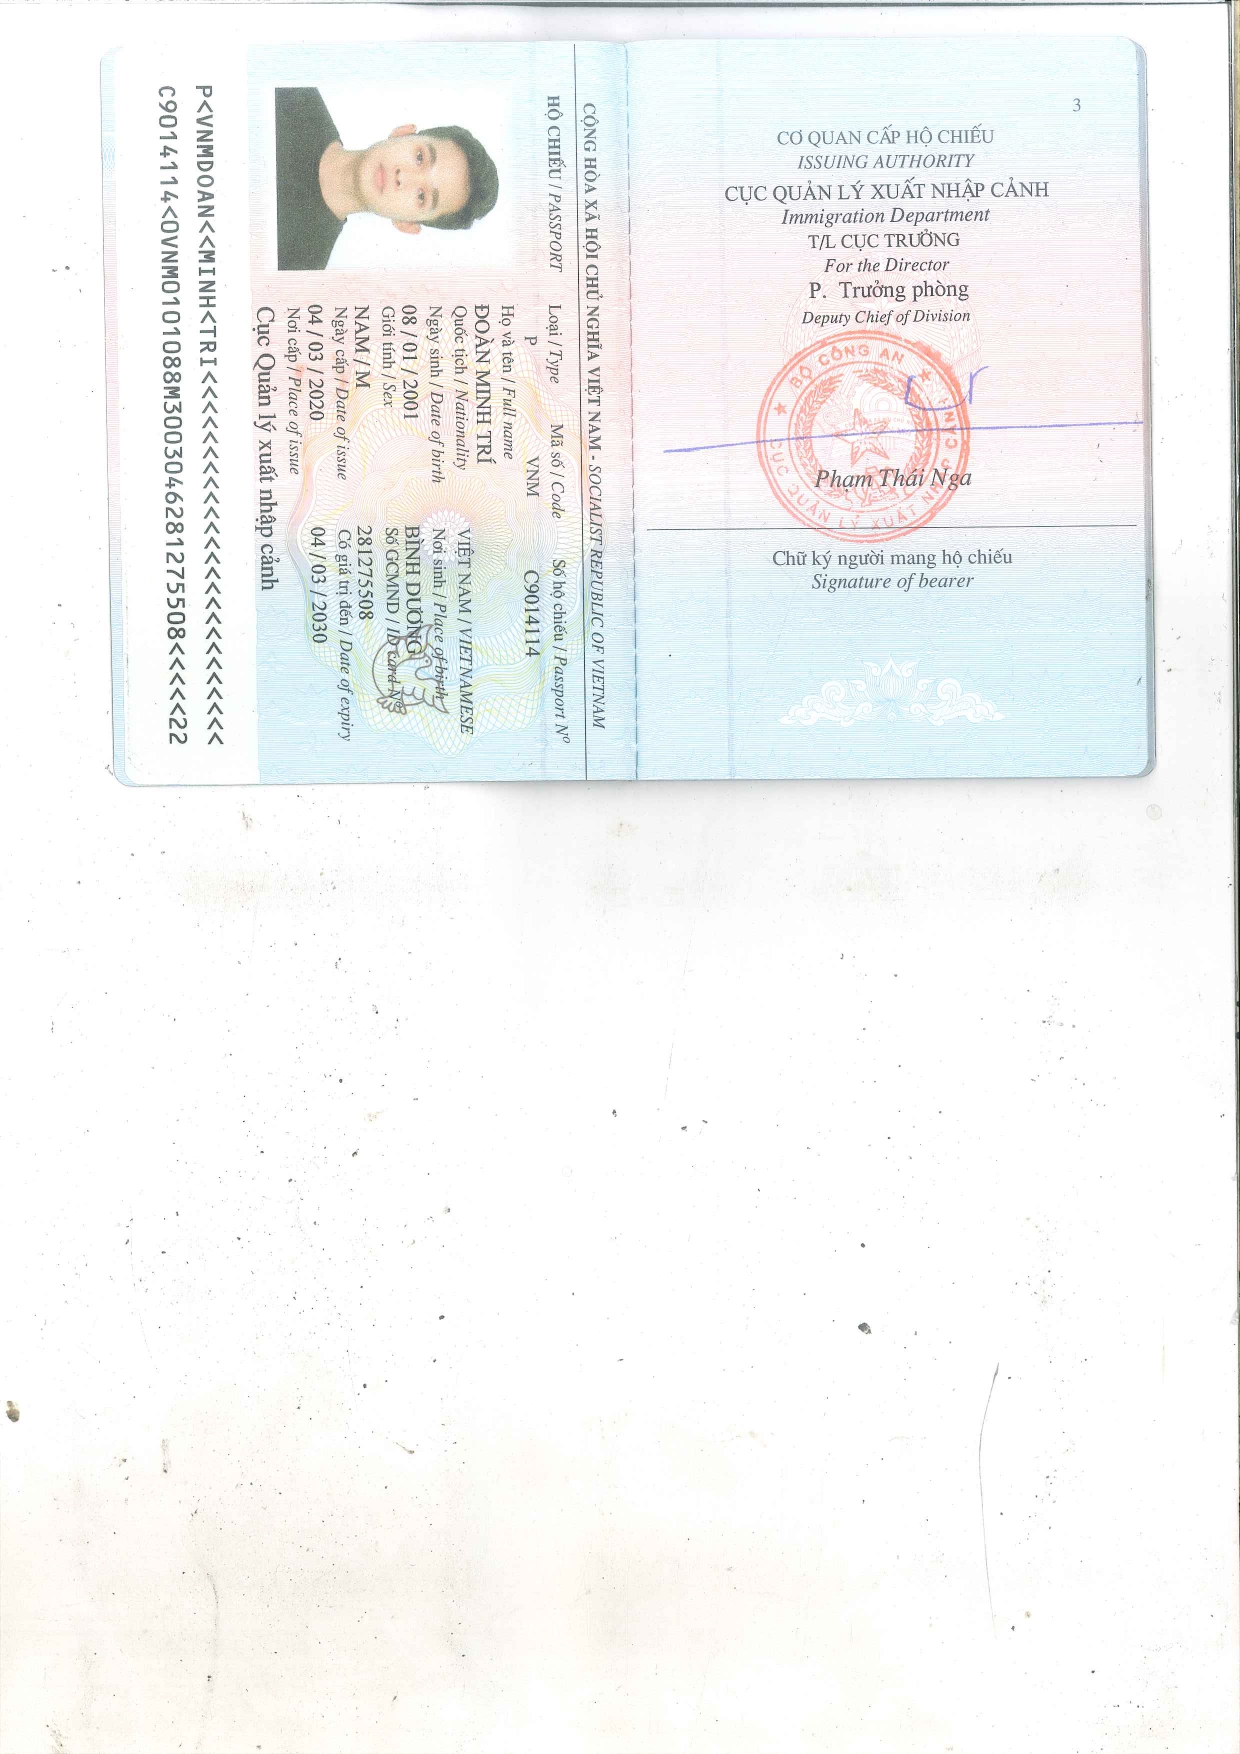 3
CƠ QUAN CẤP HỘ CHIẾU
ISSUING AUTHORITY
CỤC QUẢN LÝ XUẤT NHẬP CẢNH
Immigration Department
T/L CỤC TRƯỞNG
For the Director
P. Trưởng phòng
Deputy Chief of Division
BỘ CÔNG AN
CỤC QUẢN LÝ XUẤT NHẬP CẢNH
Phạm Thái Nga
Chữ ký người mang hộ chiếu
Signature of bearer
CỘNG HÒA XÃ HỘI CHỦ NGHĨA VIỆT NAM - SOCIALIST REPUBLIC OF VIETNAM
HỘ CHIẾU / PASSPORT Loại / Type Mã số / Code Số hộ chiếu / Passport Nº
P VNM C9014114
Họ và tên / Full name
ĐOÀN MINH TRÍ
Quốc tịch / Nationality VIỆT NAM / VIETNAMESE
Ngày sinh / Date of birth Nơi sinh / Place of birth
08 / 01 / 2001 BÌNH DƯƠNG
Giới tính / Sex Số GCMND / ID card Nº
NAM / M 281275508
Ngày cấp / Date of issue Có giá trị đến / Date of expiry
04 / 03 / 2020 04 / 03 / 2030
Nơi cấp / Place of issue
Cục Quản lý xuất nhập cảnh
P<VNMDOAN<<MINH<TRI<<<<<<<<<<<<<<<<<<<<<<<<<
C9014114<0VNM0101088M3003046281275508<<<<<22